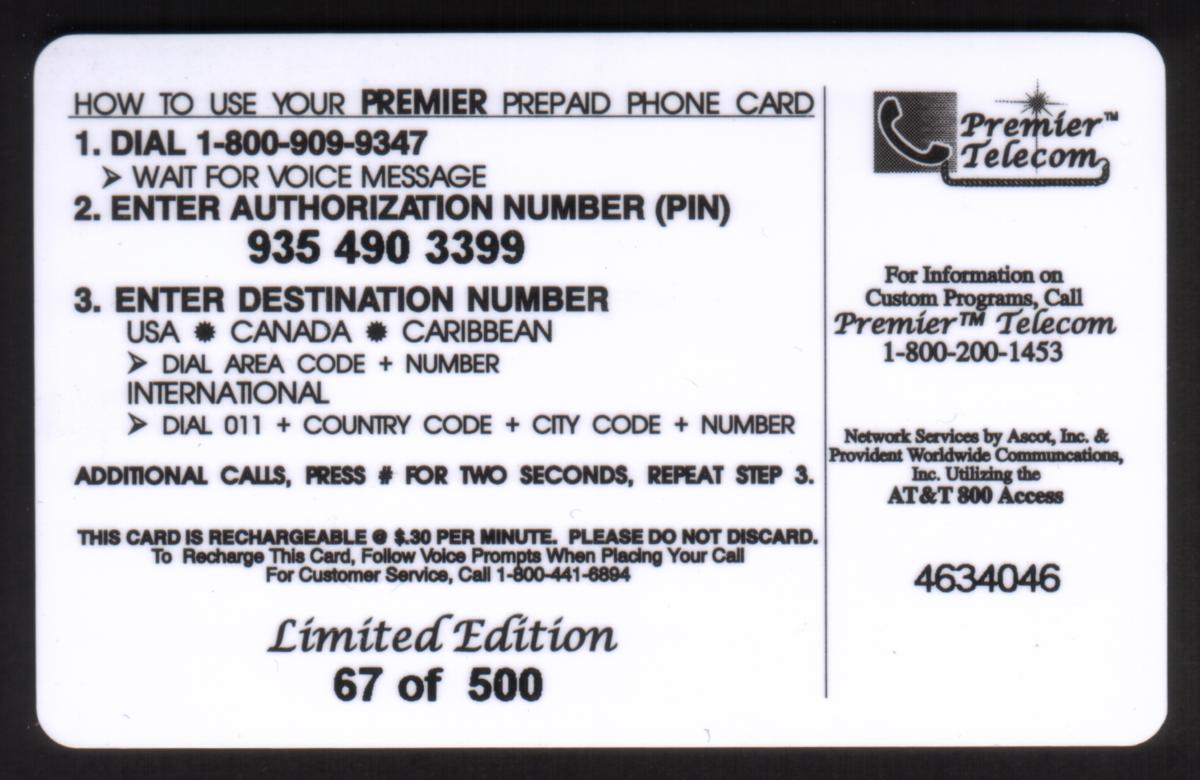 HOW TO USE YOUR PREMIER PREPAID PHONE CARD
1. DIAL 1-800-909-9347
➢ WAIT FOR VOICE MESSAGE
2. ENTER AUTHORIZATION NUMBER (PIN)
935 490 3399
3. ENTER DESTINATION NUMBER
USA ✹ CANADA ✹ CARIBBEAN
➢ DIAL AREA CODE + NUMBER
INTERNATIONAL
➢ DIAL 011 + COUNTRY CODE + CITY CODE + NUMBER
ADDITIONAL CALLS, PRESS # FOR TWO SECONDS, REPEAT STEP 3.
THIS CARD IS RECHARGEABLE @ $.30 PER MINUTE. PLEASE DO NOT DISCARD.
To Recharge This Card, Follow Voice Prompts When Placing Your Call
For Customer Service, Call 1-800-441-6894
Limited Edition
67 of 500
Premier™
Telecom
For Information on
Custom Programs, Call
Premier™ Telecom
1-800-200-1453
Network Services by Ascot, Inc. &
Provident Worldwide Communcations,
Inc. Utilizing the
AT&T 800 Access
4634046